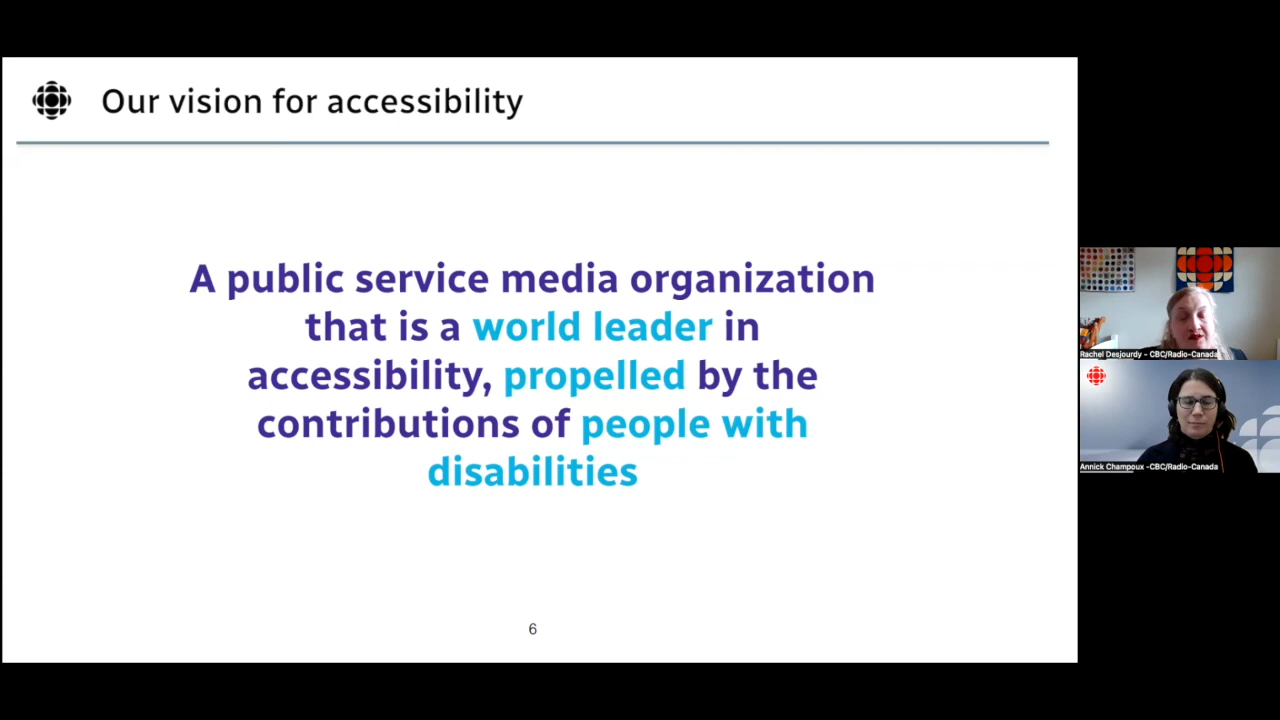 Our vision for accessibility
A public service media organization
that is a world leader in
accessibility, propelled by the
contributions of people with
disabilities
6
Rachel Desjourdy - CBC/Radio-Canada
Annick Champoux -CBC/Radio-Canada